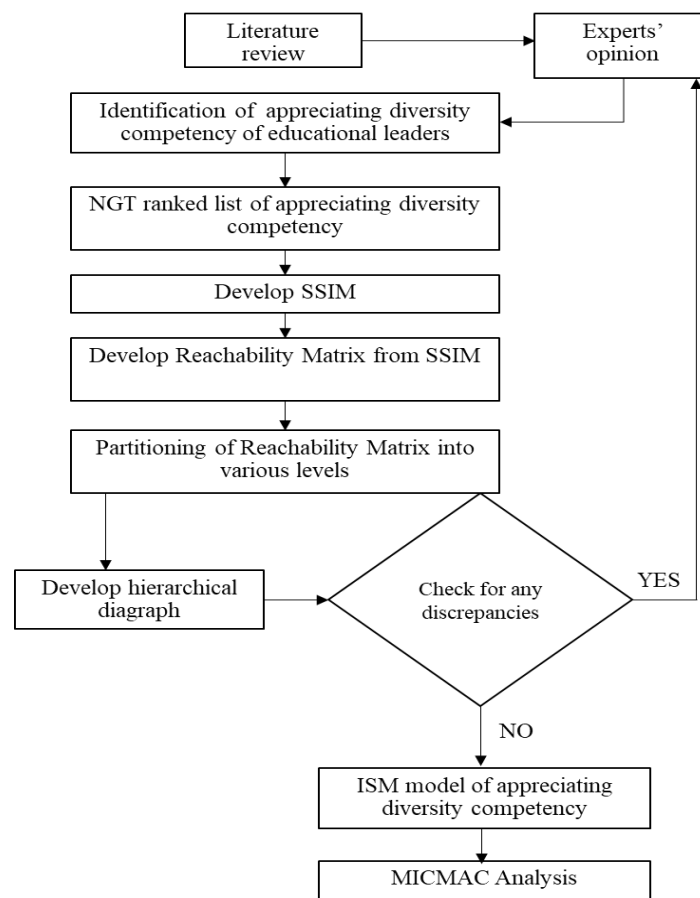 Literature
review
Experts’
opinion
Identification of appreciating diversity
competency of educational leaders
NGT ranked list of appreciating diversity
competency
Develop SSIM
Develop Reachability Matrix from SSIM
Partitioning of Reachability Matrix into
various levels
Develop hierarchical
diagraph
Check for any
discrepancies
YES
NO
ISM model of appreciating
diversity competency
MICMAC Analysis